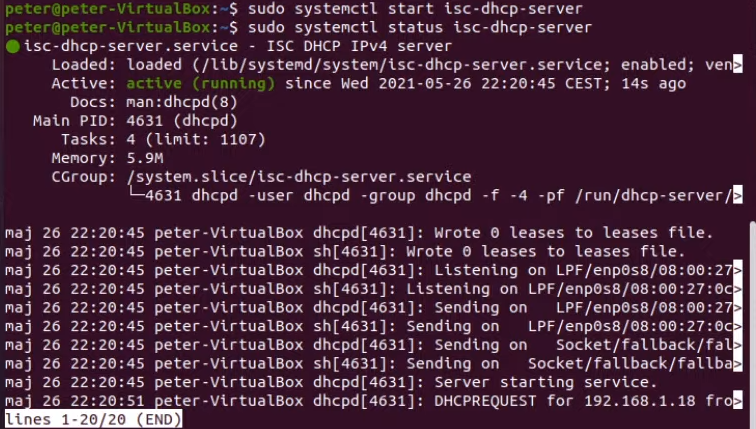 peter@peter-VirtualBox:~$ sudo systemctl start isc-dhcp-server
peter@peter-VirtualBox:~$ sudo systemctl status isc-dhcp-server
● isc-dhcp-server.service - ISC DHCP IPv4 server
     Loaded: loaded (/lib/systemd/system/isc-dhcp-server.service; enabled; ven>
     Active: active (running) since Wed 2021-05-26 22:20:45 CEST; 14s ago
       Docs: man:dhcpd(8)
   Main PID: 4631 (dhcpd)
      Tasks: 4 (limit: 1107)
     Memory: 5.9M
     CGroup: /system.slice/isc-dhcp-server.service
             └─4631 dhcpd -user dhcpd -group dhcpd -f -4 -pf /run/dhcp-server/>
maj 26 22:20:45 peter-VirtualBox dhcpd[4631]: Wrote 0 leases to leases file.
maj 26 22:20:45 peter-VirtualBox sh[4631]: Wrote 0 leases to leases file.
maj 26 22:20:45 peter-VirtualBox dhcpd[4631]: Listening on LPF/enp0s8/08:00:27>
maj 26 22:20:45 peter-VirtualBox sh[4631]: Listening on LPF/enp0s8/08:00:27:0c>
maj 26 22:20:45 peter-VirtualBox dhcpd[4631]: Sending on   LPF/enp0s8/08:00:27>
maj 26 22:20:45 peter-VirtualBox sh[4631]: Sending on   LPF/enp0s8/08:00:27:0c>
maj 26 22:20:45 peter-VirtualBox dhcpd[4631]: Sending on   Socket/fallback/fal>
maj 26 22:20:45 peter-VirtualBox sh[4631]: Sending on   Socket/fallback/fallba>
maj 26 22:20:45 peter-VirtualBox dhcpd[4631]: Server starting service.
maj 26 22:20:51 peter-VirtualBox dhcpd[4631]: DHCPREQUEST for 192.168.1.18 fro>
lines 1-20/20 (END)